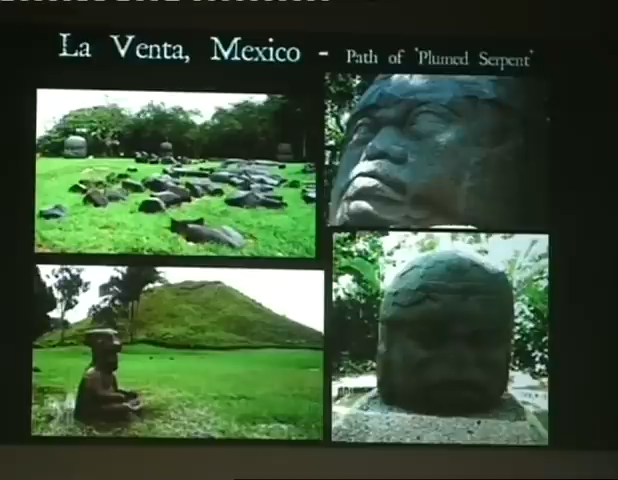 La Venta, Mexico - Path of 'Plumed Serpent'